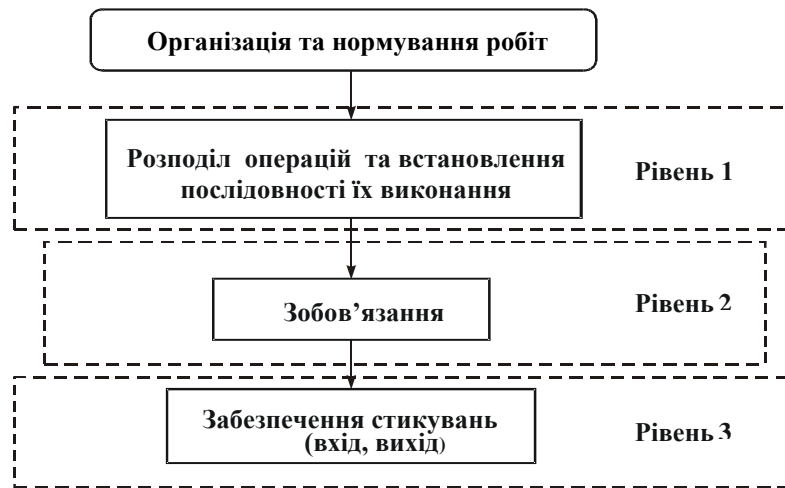 Організація та нормування робіт
Розподіл операцій та встановлення
послідовності їх виконання
Рівень 1
Зобов’язання
Рівень 2
Забезпечення стикувань
(вхід, вихід)
Рівень 3